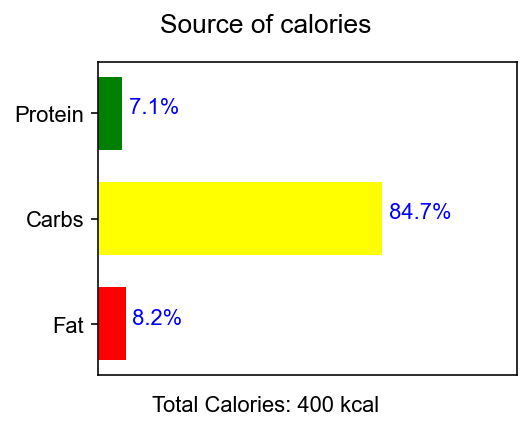 Source of calories
Protein
7.1%
Carbs
84.7%
Fat
8.2%
Total Calories: 400 kcal